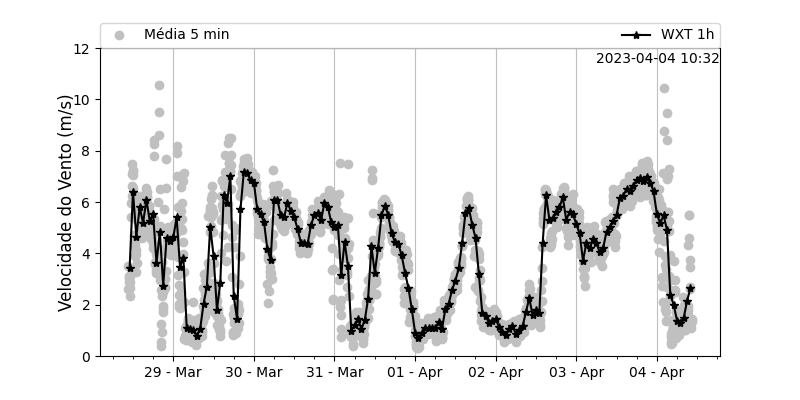 Média 5 min
WXT 1h
2023-04-04 10:32
Velocidade do Vento (m/s)
12
10
8
6
4
2
0
29 - Mar
30 - Mar
31 - Mar
01 - Apr
02 - Apr
03 - Apr
04 - Apr